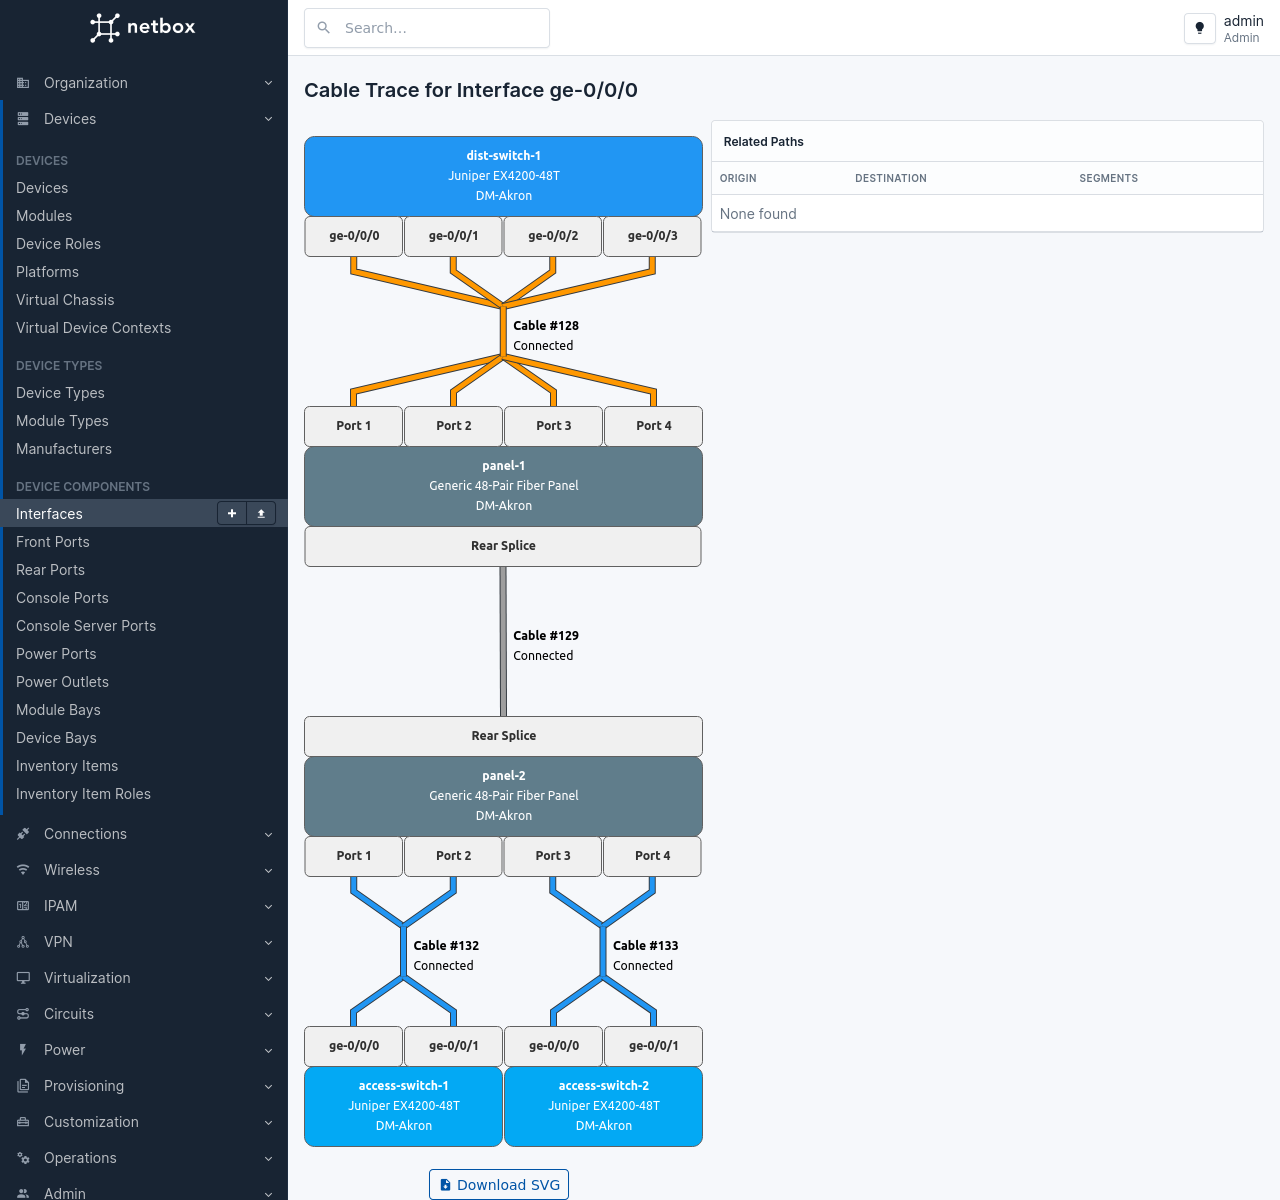 netbox
Search...
admin
Admin
Organization
Devices
DEVICES
Devices
Modules
Device Roles
Platforms
Virtual Chassis
Virtual Device Contexts
DEVICE TYPES
Device Types
Module Types
Manufacturers
DEVICE COMPONENTS
Interfaces
Front Ports
Rear Ports
Console Ports
Console Server Ports
Power Ports
Power Outlets
Module Bays
Device Bays
Inventory Items
Inventory Item Roles
Connections
Wireless
IPAM
VPN
Virtualization
Circuits
Power
Provisioning
Customization
Operations
Admin
Cable Trace for Interface ge-0/0/0
dist-switch-1
Juniper EX4200-48T
DM-Akron
ge-0/0/0 ge-0/0/1 ge-0/0/2 ge-0/0/3
Cable #128
Connected
Port 1 Port 2 Port 3 Port 4
panel-1
Generic 48-Pair Fiber Panel
DM-Akron
Rear Splice
Cable #129
Connected
Rear Splice
panel-2
Generic 48-Pair Fiber Panel
DM-Akron
Port 1 Port 2 Port 3 Port 4
Cable #132 Cable #133
Connected Connected
ge-0/0/0 ge-0/0/1 ge-0/0/0 ge-0/0/1
access-switch-1 access-switch-2
Juniper EX4200-48T Juniper EX4200-48T
DM-Akron DM-Akron
Download SVG
Related Paths
ORIGIN DESTINATION SEGMENTS
None found